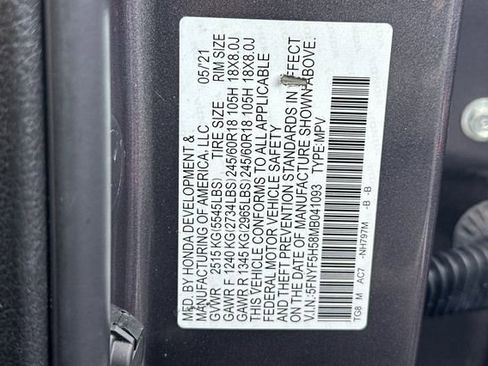 MFD. BY HONDA DEVELOPMENT & 05/'21
MANUFACTURING OF AMERICA, LLC
GVWR 2515 KG(5545LBS) TIRE SIZE RIM SIZE
GAWR F 1240 KG(2734LBS)245/60R18 105H 18X8.0J
GAWR R 1345 KG(2965LBS)245/60R18 105H 18X8.0J
THIS VEHICLE CONFORMS TO ALL APPLICABLE
FEDERAL MOTOR VEHICLE SAFETY
AND THEFT PREVENTION STANDARDS IN EFFECT
ON THE DATE OF MANUFACTURE SHOWN ABOVE.
V.I.N.:5FNYF5H58MB041093 TYPE:MPV
TG8 M AC7 -NH797M -B -B